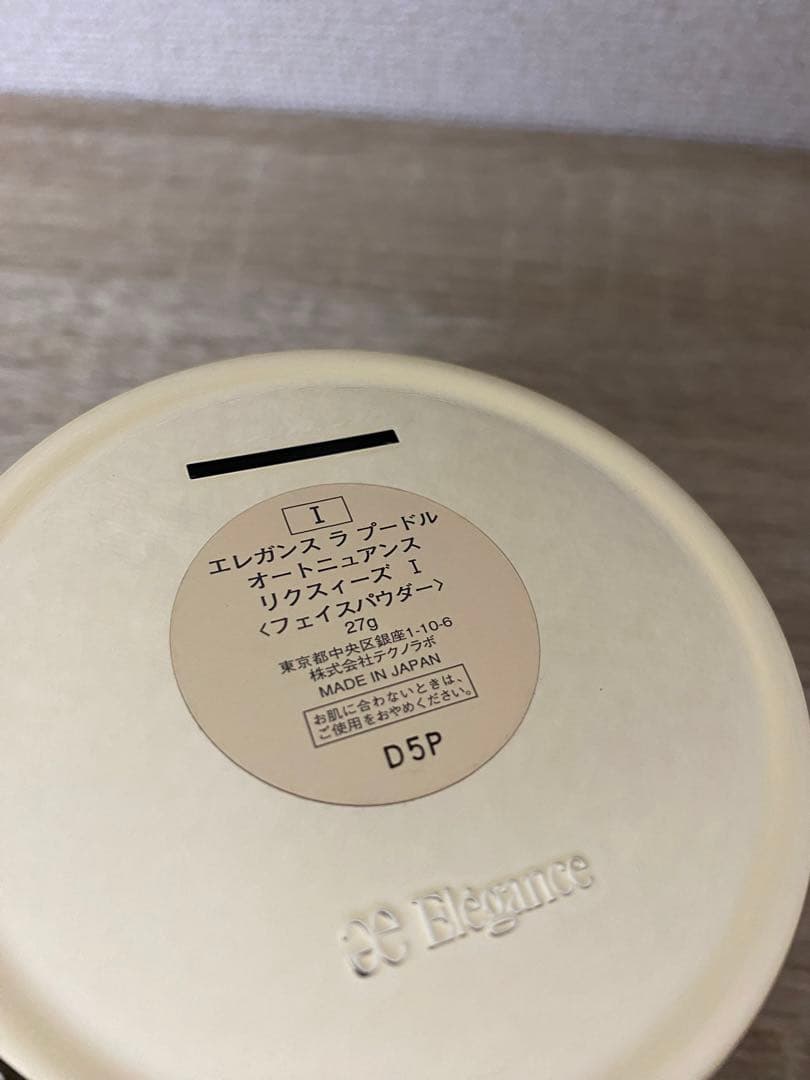 I
エレガンス ラ プードル
オートニュアンス
リクスィーズ I
〈フェイスパウダー〉
27g
東京都中央区銀座1-10-6
株式会社テクノラボ
MADE IN JAPAN
お肌に合わないときは、
ご使用をおやめください。
D5P
æ Elégance